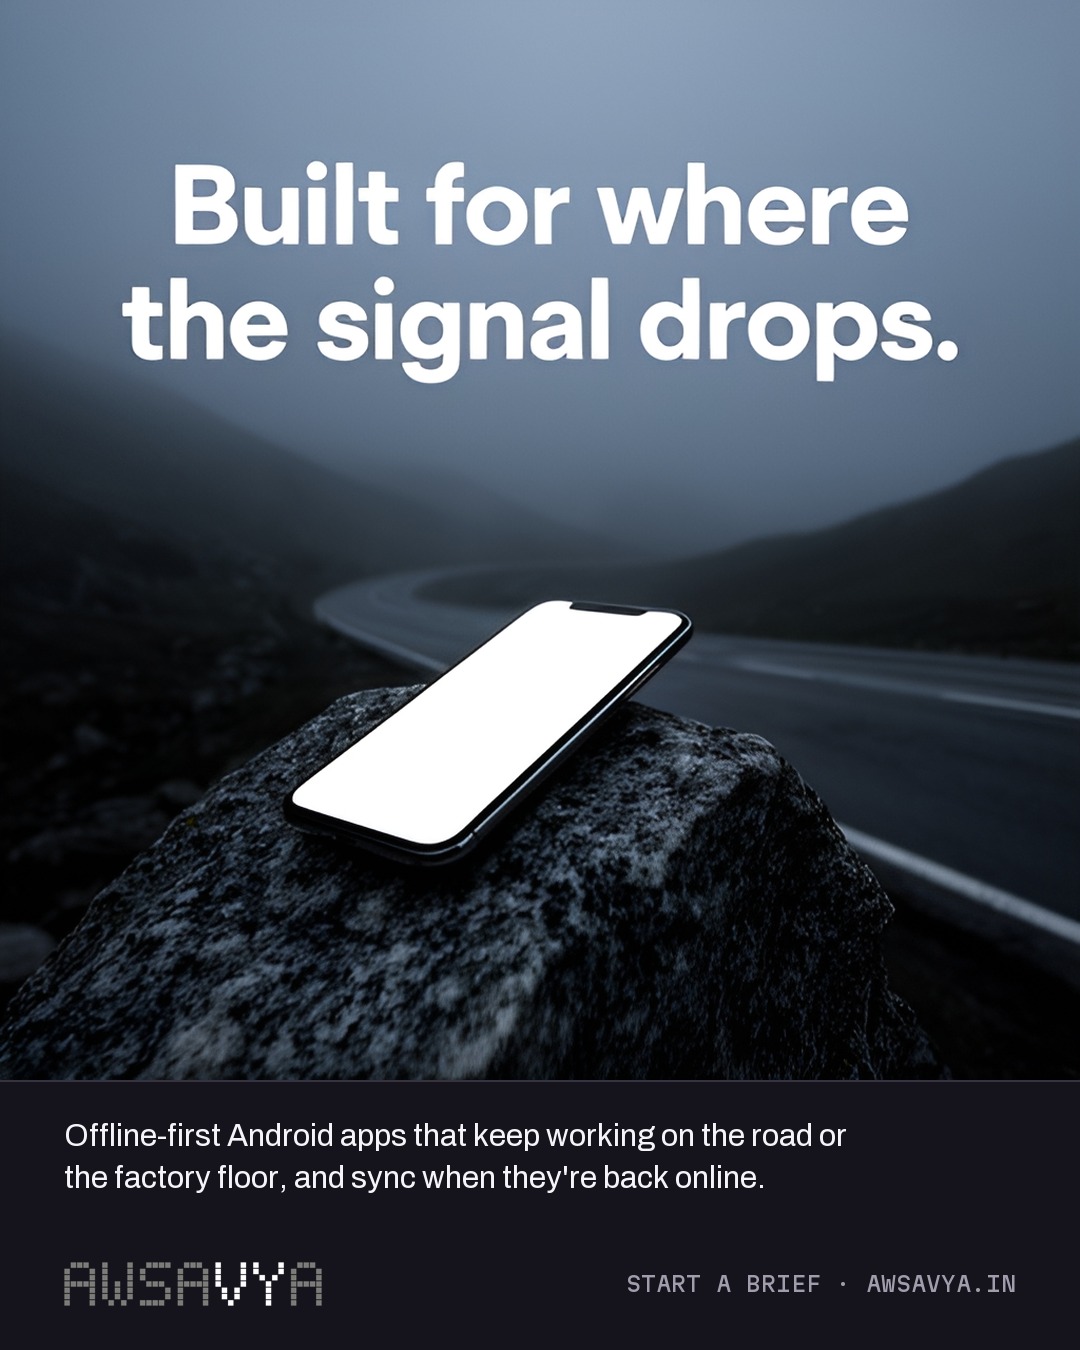 Built for where
the signal drops.
Offline-first Android apps that keep working on the road or
the factory floor, and sync when they're back online.
AWSAVYA
START A BRIEF · AWSAVYA.IN